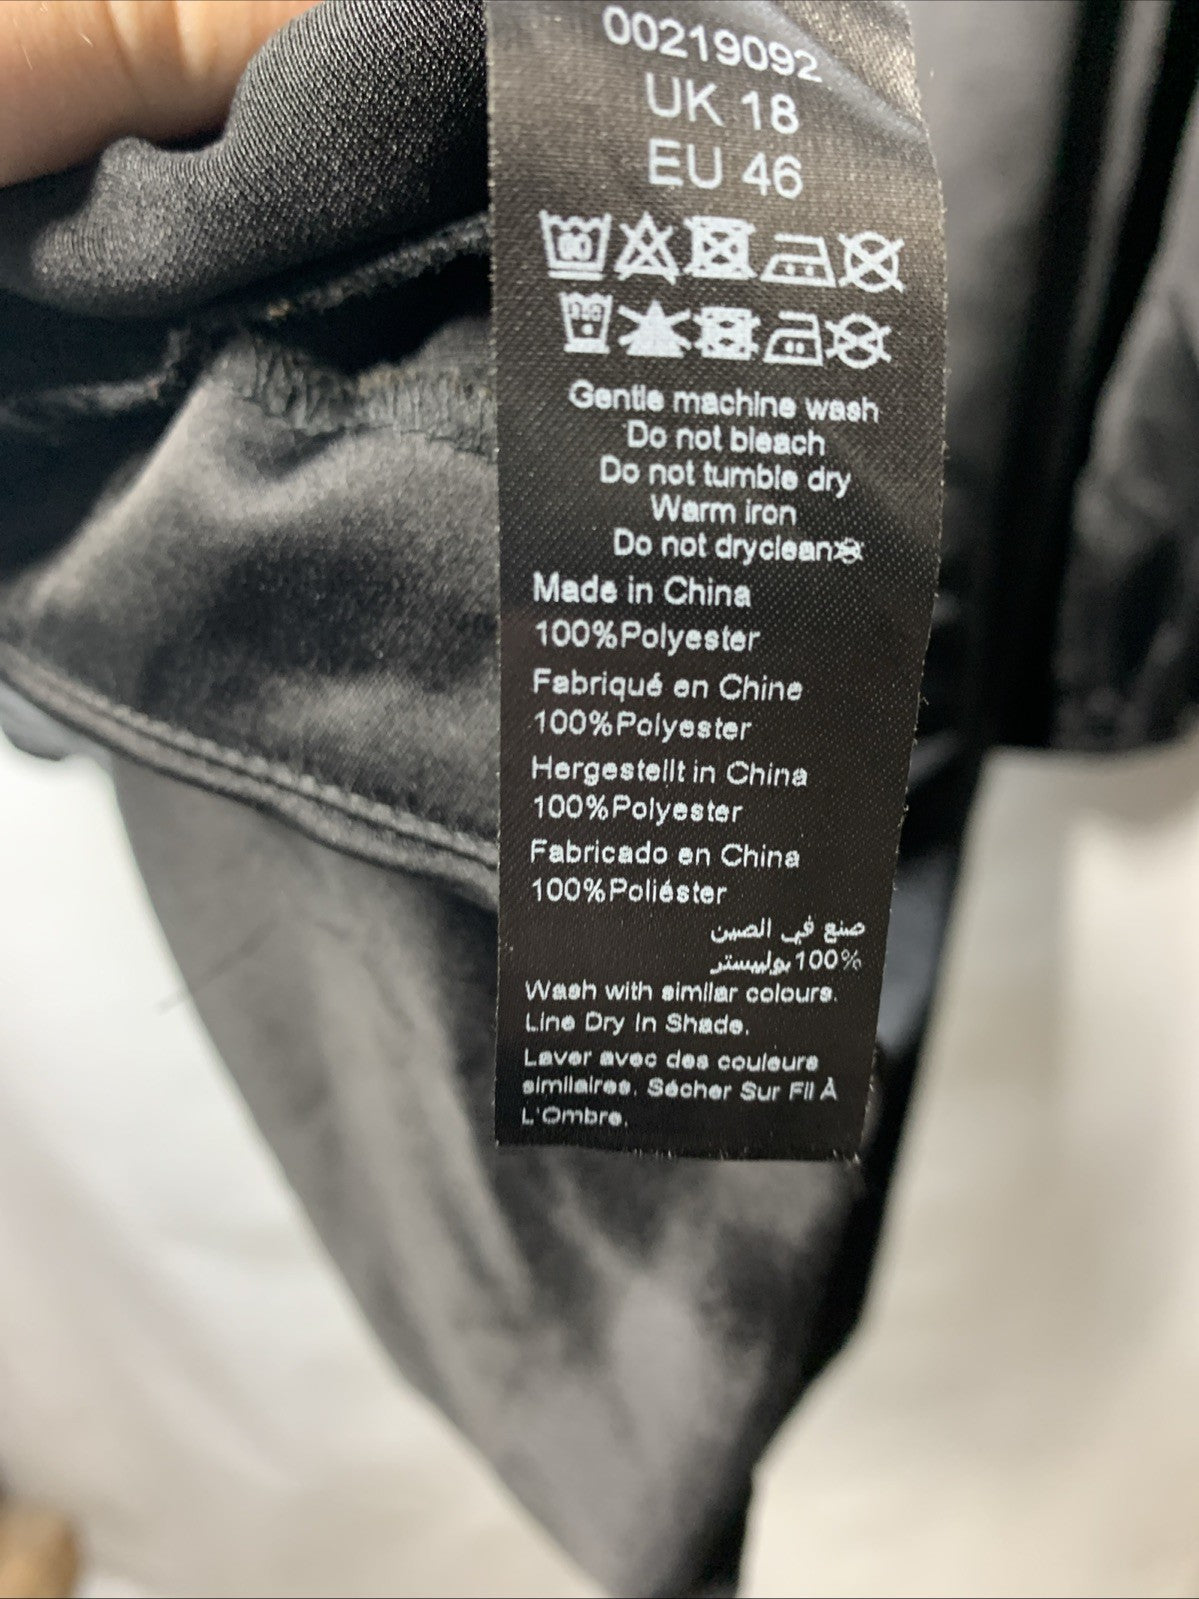 00219092
UK 18
EU 46
Gentle machine wash
Do not bleach
Do not tumble dry
Warm iron
Do not dryclean
Made in China
100%Polyester
Fabriqué en Chine
100%Polyester
Hergestellt in China
100%Polyester
Fabricado en China
100%Poliéster
صنع في الصين
100%بوليستر
Wash with similar colours.
Line Dry In Shade.
Laver avec des couleurs
similaires. Sécher Sur Fil À
L'Ombre.